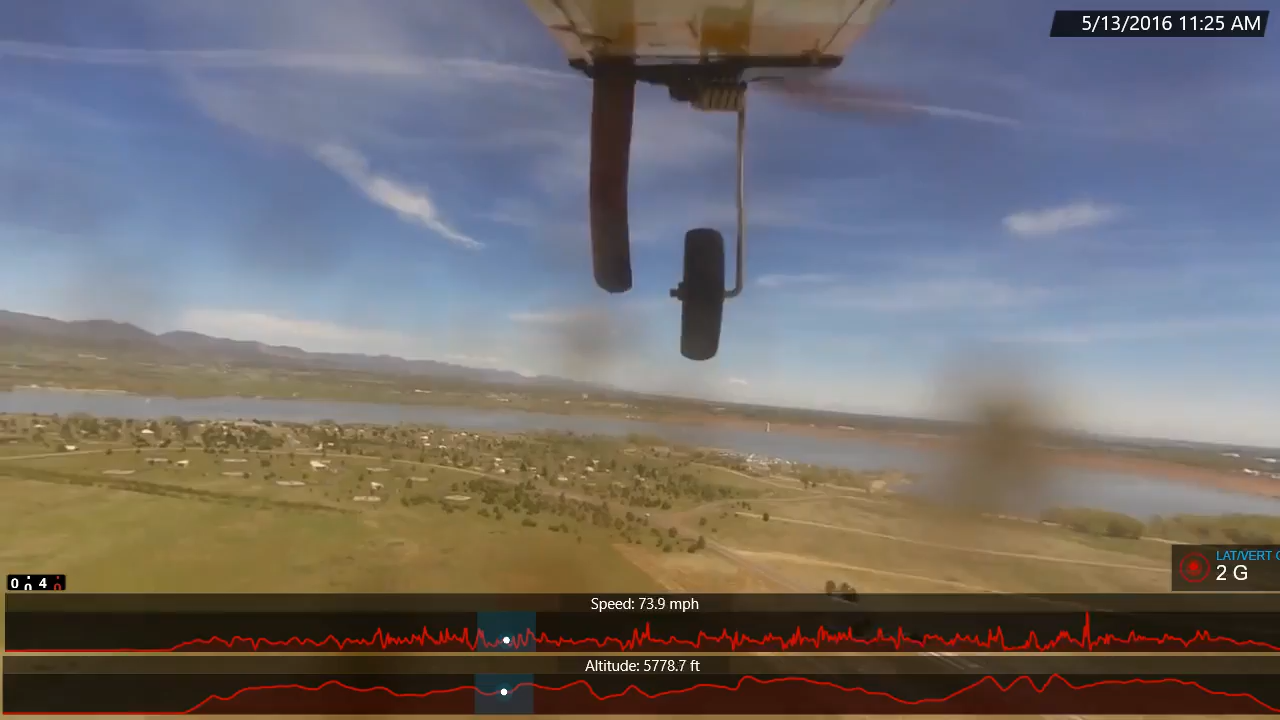 5/13/2016 11:25 AM
LAT/VERT
2 G
Speed: 73.9 mph
Altitude: 5778.7 ft